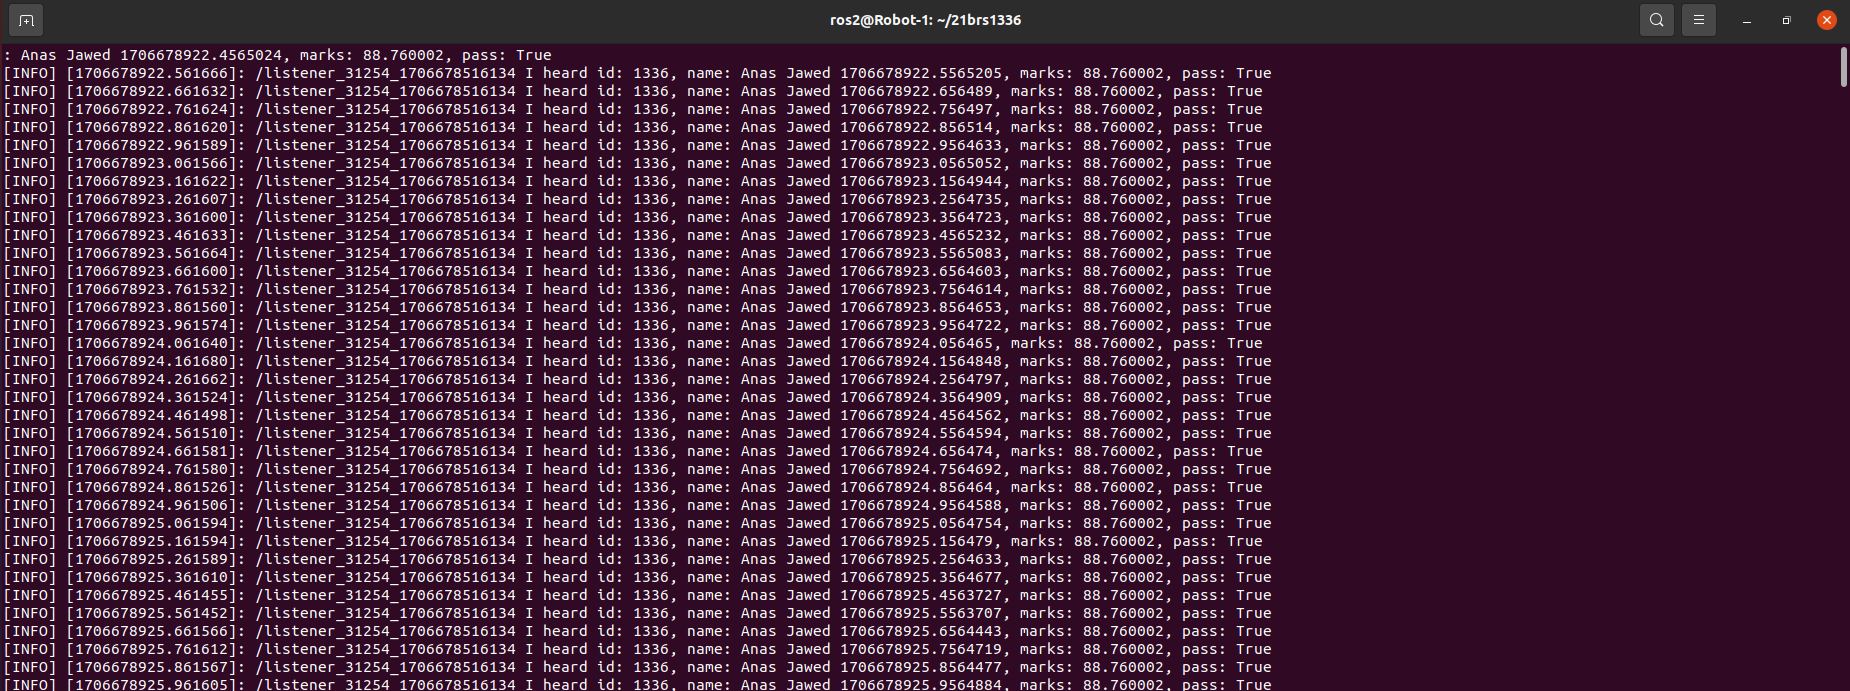 ros2@Robot-1: ~/21brs1336
: Anas Jawed 1706678922.4565024, marks: 88.760002, pass: True
[INFO] [1706678922.561666]: /listener_31254_1706678516134 I heard id: 1336, name: Anas Jawed 1706678922.5565205, marks: 88.760002, pass: True
[INFO] [1706678922.661632]: /listener_31254_1706678516134 I heard id: 1336, name: Anas Jawed 1706678922.656489, marks: 88.760002, pass: True
[INFO] [1706678922.761624]: /listener_31254_1706678516134 I heard id: 1336, name: Anas Jawed 1706678922.756497, marks: 88.760002, pass: True
[INFO] [1706678922.861620]: /listener_31254_1706678516134 I heard id: 1336, name: Anas Jawed 1706678922.856514, marks: 88.760002, pass: True
[INFO] [1706678922.961589]: /listener_31254_1706678516134 I heard id: 1336, name: Anas Jawed 1706678922.9564633, marks: 88.760002, pass: True
[INFO] [1706678923.061566]: /listener_31254_1706678516134 I heard id: 1336, name: Anas Jawed 1706678923.0565052, marks: 88.760002, pass: True
[INFO] [1706678923.161622]: /listener_31254_1706678516134 I heard id: 1336, name: Anas Jawed 1706678923.1564944, marks: 88.760002, pass: True
[INFO] [1706678923.261607]: /listener_31254_1706678516134 I heard id: 1336, name: Anas Jawed 1706678923.2564735, marks: 88.760002, pass: True
[INFO] [1706678923.361600]: /listener_31254_1706678516134 I heard id: 1336, name: Anas Jawed 1706678923.3564723, marks: 88.760002, pass: True
[INFO] [1706678923.461633]: /listener_31254_1706678516134 I heard id: 1336, name: Anas Jawed 1706678923.4565232, marks: 88.760002, pass: True
[INFO] [1706678923.561664]: /listener_31254_1706678516134 I heard id: 1336, name: Anas Jawed 1706678923.5565083, marks: 88.760002, pass: True
[INFO] [1706678923.661600]: /listener_31254_1706678516134 I heard id: 1336, name: Anas Jawed 1706678923.6564603, marks: 88.760002, pass: True
[INFO] [1706678923.761532]: /listener_31254_1706678516134 I heard id: 1336, name: Anas Jawed 1706678923.7564614, marks: 88.760002, pass: True
[INFO] [1706678923.861560]: /listener_31254_1706678516134 I heard id: 1336, name: Anas Jawed 1706678923.8564653, marks: 88.760002, pass: True
[INFO] [1706678923.961574]: /listener_31254_1706678516134 I heard id: 1336, name: Anas Jawed 1706678923.9564722, marks: 88.760002, pass: True
[INFO] [1706678924.061640]: /listener_31254_1706678516134 I heard id: 1336, name: Anas Jawed 1706678924.056465, marks: 88.760002, pass: True
[INFO] [1706678924.161680]: /listener_31254_1706678516134 I heard id: 1336, name: Anas Jawed 1706678924.1564848, marks: 88.760002, pass: True
[INFO] [1706678924.261662]: /listener_31254_1706678516134 I heard id: 1336, name: Anas Jawed 1706678924.2564797, marks: 88.760002, pass: True
[INFO] [1706678924.361524]: /listener_31254_1706678516134 I heard id: 1336, name: Anas Jawed 1706678924.3564909, marks: 88.760002, pass: True
[INFO] [1706678924.461498]: /listener_31254_1706678516134 I heard id: 1336, name: Anas Jawed 1706678924.4564562, marks: 88.760002, pass: True
[INFO] [1706678924.561510]: /listener_31254_1706678516134 I heard id: 1336, name: Anas Jawed 1706678924.5564594, marks: 88.760002, pass: True
[INFO] [1706678924.661581]: /listener_31254_1706678516134 I heard id: 1336, name: Anas Jawed 1706678924.656474, marks: 88.760002, pass: True
[INFO] [1706678924.761580]: /listener_31254_1706678516134 I heard id: 1336, name: Anas Jawed 1706678924.7564692, marks: 88.760002, pass: True
[INFO] [1706678924.861526]: /listener_31254_1706678516134 I heard id: 1336, name: Anas Jawed 1706678924.856464, marks: 88.760002, pass: True
[INFO] [1706678924.961506]: /listener_31254_1706678516134 I heard id: 1336, name: Anas Jawed 1706678924.9564588, marks: 88.760002, pass: True
[INFO] [1706678925.061594]: /listener_31254_1706678516134 I heard id: 1336, name: Anas Jawed 1706678925.0564754, marks: 88.760002, pass: True
[INFO] [1706678925.161594]: /listener_31254_1706678516134 I heard id: 1336, name: Anas Jawed 1706678925.156479, marks: 88.760002, pass: True
[INFO] [1706678925.261589]: /listener_31254_1706678516134 I heard id: 1336, name: Anas Jawed 1706678925.2564633, marks: 88.760002, pass: True
[INFO] [1706678925.361610]: /listener_31254_1706678516134 I heard id: 1336, name: Anas Jawed 1706678925.3564677, marks: 88.760002, pass: True
[INFO] [1706678925.461455]: /listener_31254_1706678516134 I heard id: 1336, name: Anas Jawed 1706678925.4563727, marks: 88.760002, pass: True
[INFO] [1706678925.561452]: /listener_31254_1706678516134 I heard id: 1336, name: Anas Jawed 1706678925.5563707, marks: 88.760002, pass: True
[INFO] [1706678925.661566]: /listener_31254_1706678516134 I heard id: 1336, name: Anas Jawed 1706678925.6564443, marks: 88.760002, pass: True
[INFO] [1706678925.761612]: /listener_31254_1706678516134 I heard id: 1336, name: Anas Jawed 1706678925.7564719, marks: 88.760002, pass: True
[INFO] [1706678925.861567]: /listener_31254_1706678516134 I heard id: 1336, name: Anas Jawed 1706678925.8564477, marks: 88.760002, pass: True
[INFO] [1706678925.961605]: /listener_31254_1706678516134 I heard id: 1336, name: Anas Jawed 1706678925.9564884, marks: 88.760002, pass: True